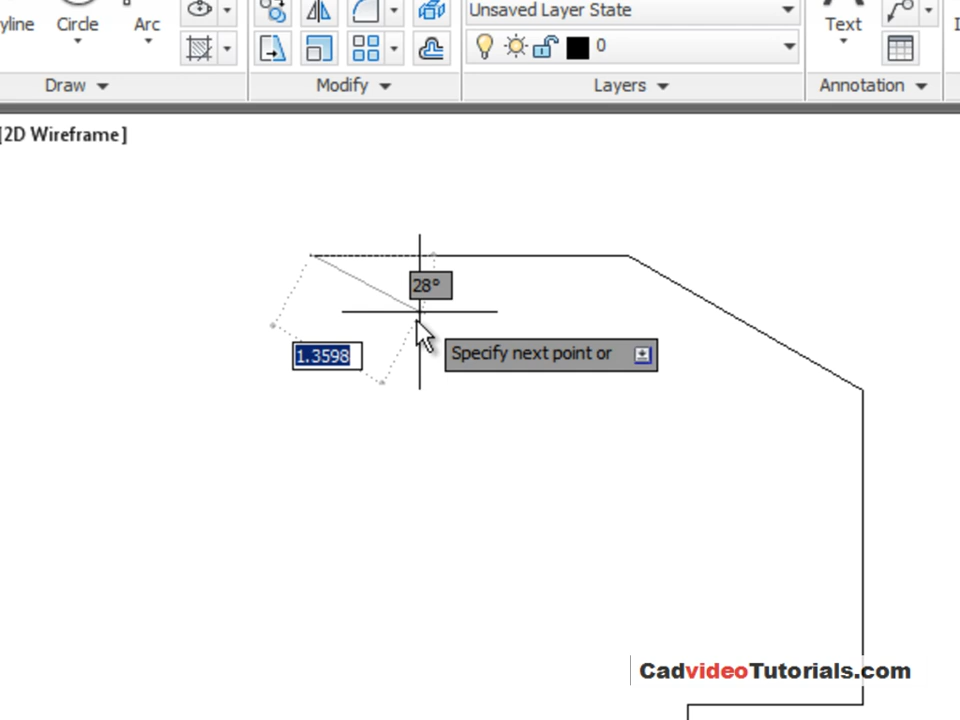 yline Circle Arc
Unsaved Layer State
Text
0
Draw
Modify
Layers
Annotation
[2D Wireframe]
28°
1.3598
Specify next point or
CadvideoTutorials.com